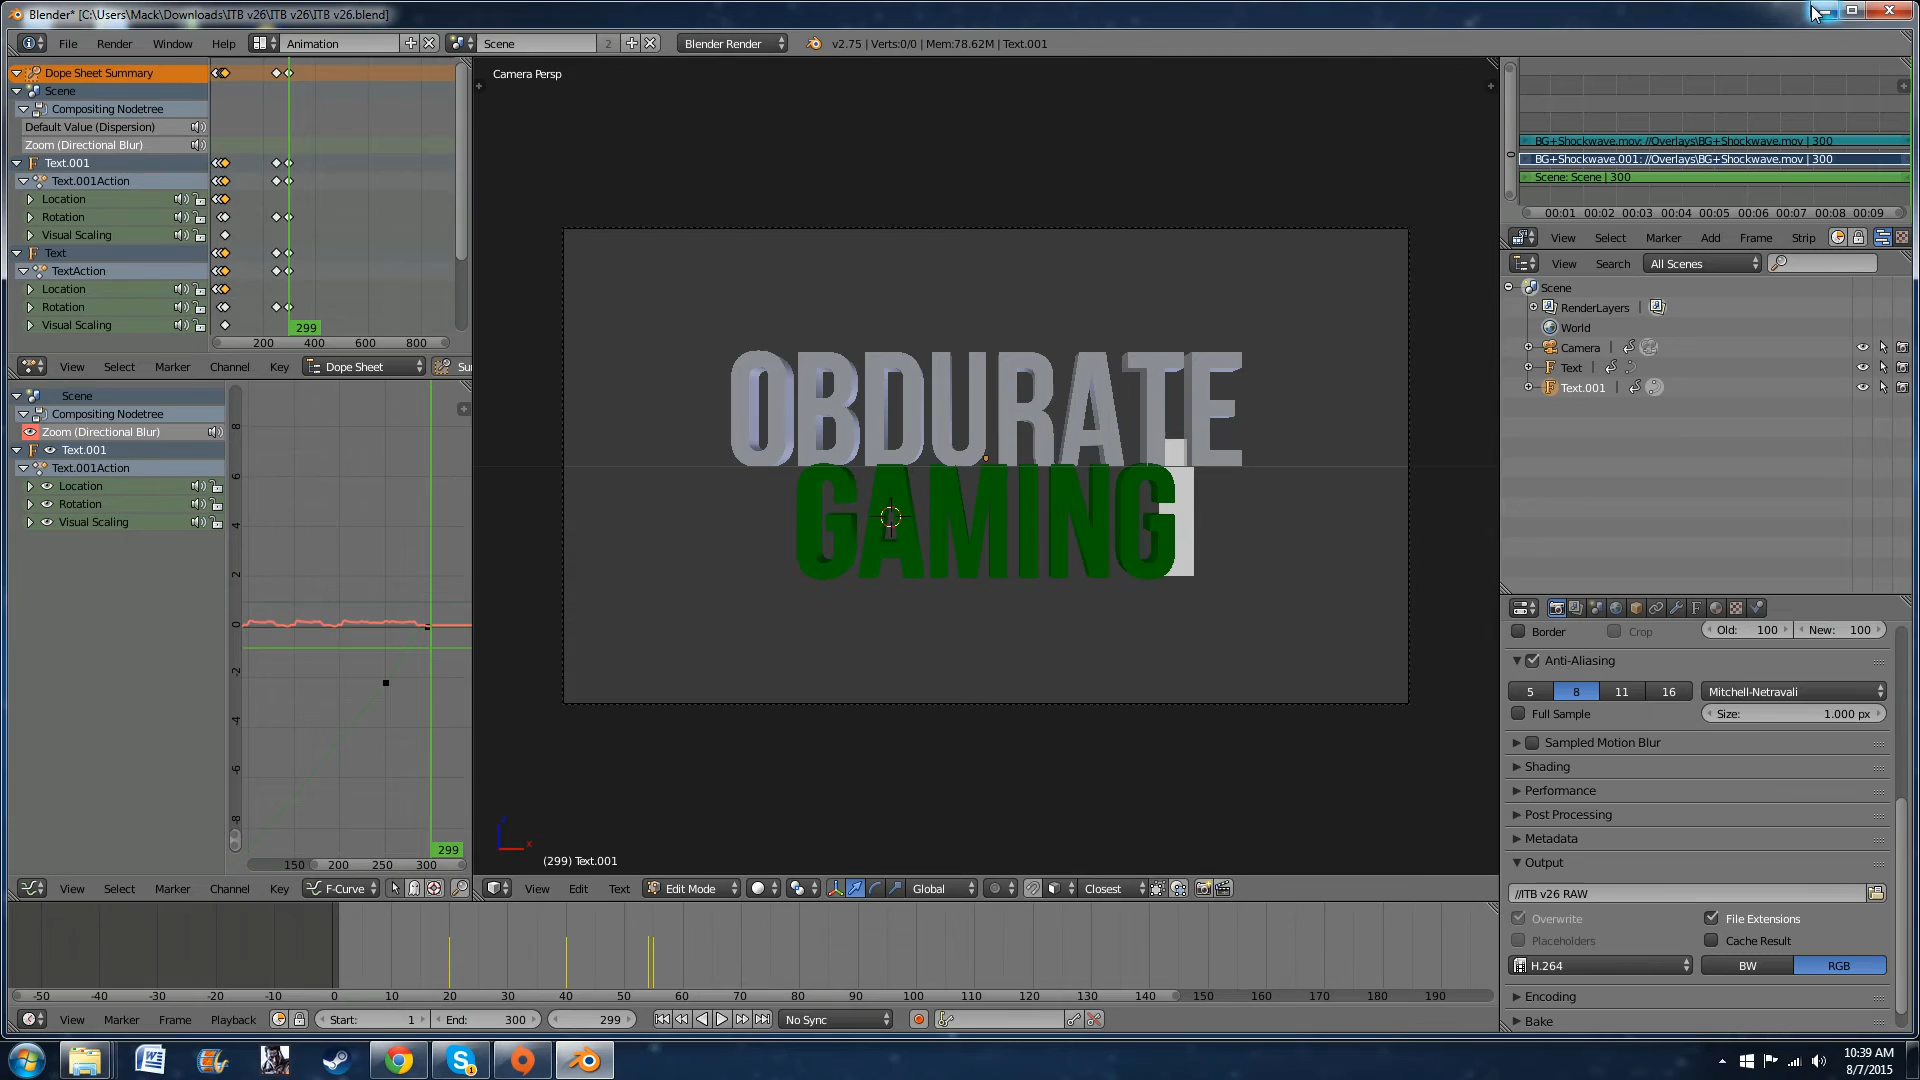 Blender* [C:\Users\Mack\Downloads\ITB v26\ITB v26\ITB v26.blend]
File Render Window Help Animation Scene 2 Blender Render v2.75 | Verts:0/0 | Mem:78.62M | Text.001
Dope Sheet Summary
Scene
Compositing Nodetree
Default Value (Dispersion)
Zoom (Directional Blur)
Text.001
Text.001Action
Location
Rotation
Visual Scaling
Text
TextAction
Location
Rotation
Visual Scaling
299
200 400 600 800
View Select Marker Channel Key Dope Sheet Su
Scene
Compositing Nodetree
Zoom (Directional Blur)
Text.001
Text.001Action
Location
Rotation
Visual Scaling
8
6
4
2
0
-2
-4
-6
-8
299
150 200 250 300
View Select Marker Channel Key F-Curve
Camera Persp
OBDURATE
GAMING
(299) Text.001
View Edit Text Edit Mode Global Closest
BG+Shockwave.mov: //Overlays\BG+Shockwave.mov | 300
BG+Shockwave.001: //Overlays\BG+Shockwave.mov | 300
Scene: Scene | 300
00:01 00:02 00:03 00:04 00:05 00:06 00:07 00:08 00:09
View Select Marker Add Frame Strip
View Search All Scenes
Scene
RenderLayers
World
Camera
Text
Text.001
Border Crop Old: 100 New: 100
Anti-Aliasing
5 8 11 16 Mitchell-Netravali
Full Sample Size: 1.000 px
Sampled Motion Blur
Shading
Performance
Post Processing
Metadata
Output
//ITB v26 RAW
Overwrite File Extensions
Placeholders Cache Result
H.264 BW RGB
Encoding
Bake
-50 -40 -30 -20 -10 0 10 20 30 40 50 60 70 80 90 100 110 120 130 140 150 160 170 180 190
View Marker Frame Playback Start: 1 End: 300 299 No Sync
10:39 AM
8/7/2015